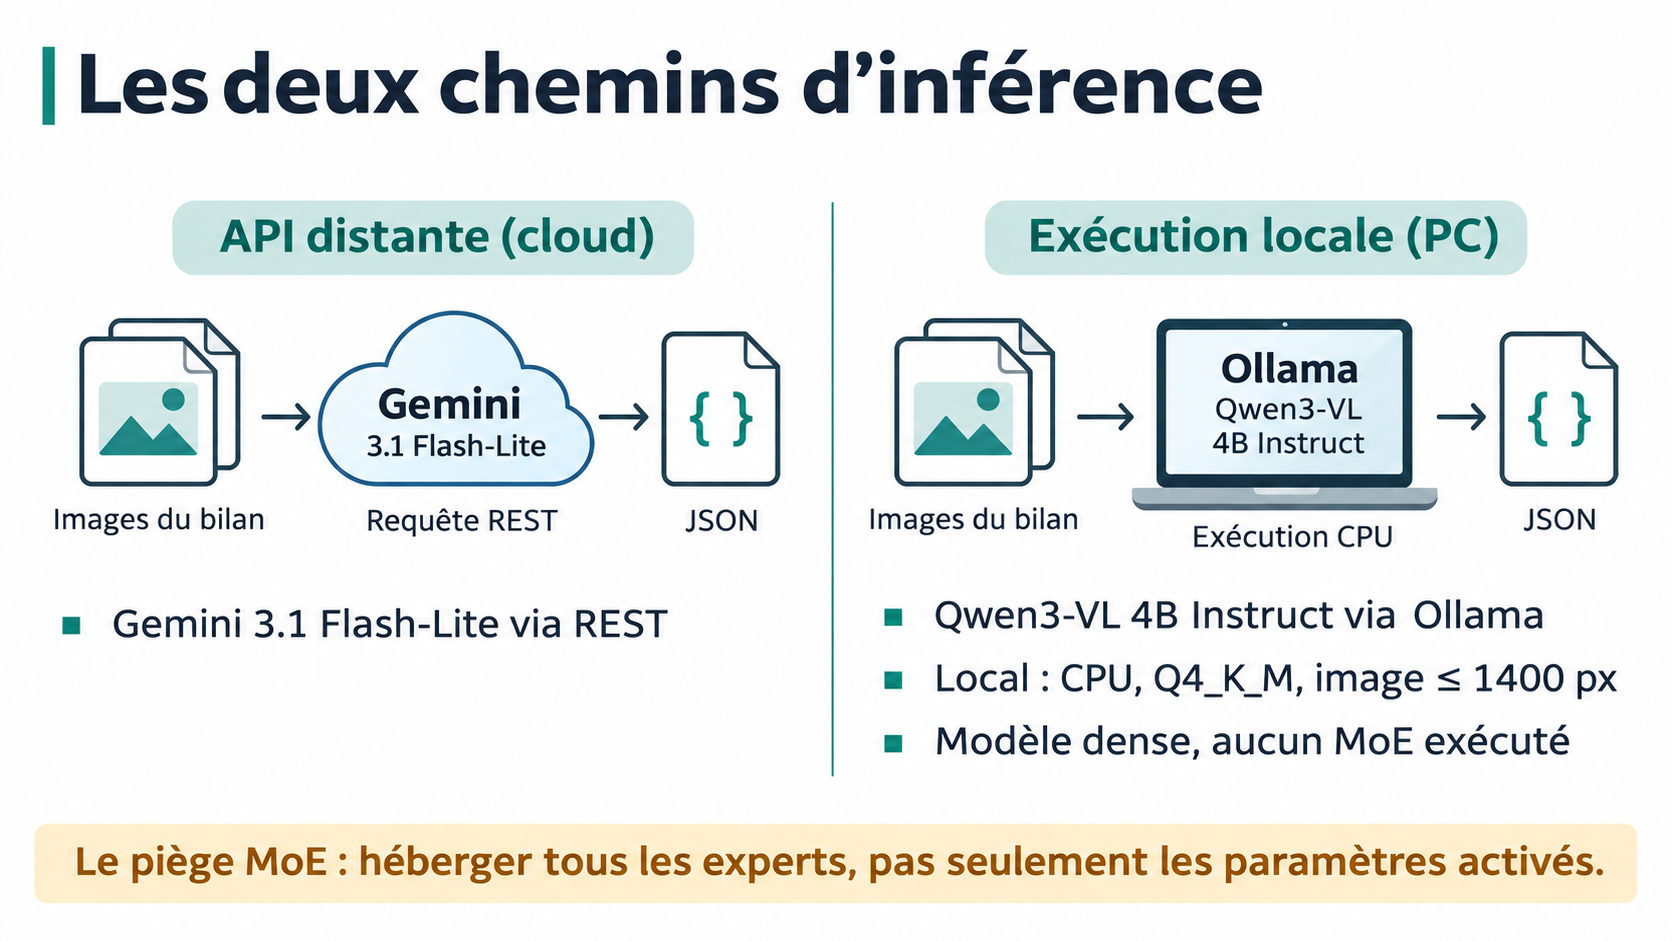 Les deux chemins d’inférence
API distante (cloud)
Gemini
3.1 Flash-Lite
{ }
Images du bilan
Requête REST
JSON
Gemini 3.1 Flash-Lite via REST
Exécution locale (PC)
Ollama
Qwen3-VL
4B Instruct
{ }
Images du bilan
Exécution CPU
JSON
Qwen3-VL 4B Instruct via Ollama
Local : CPU, Q4_K_M, image ≤ 1400 px
Modèle dense, aucun MoE exécuté
Le piège MoE : héberger tous les experts, pas seulement les paramètres activés.